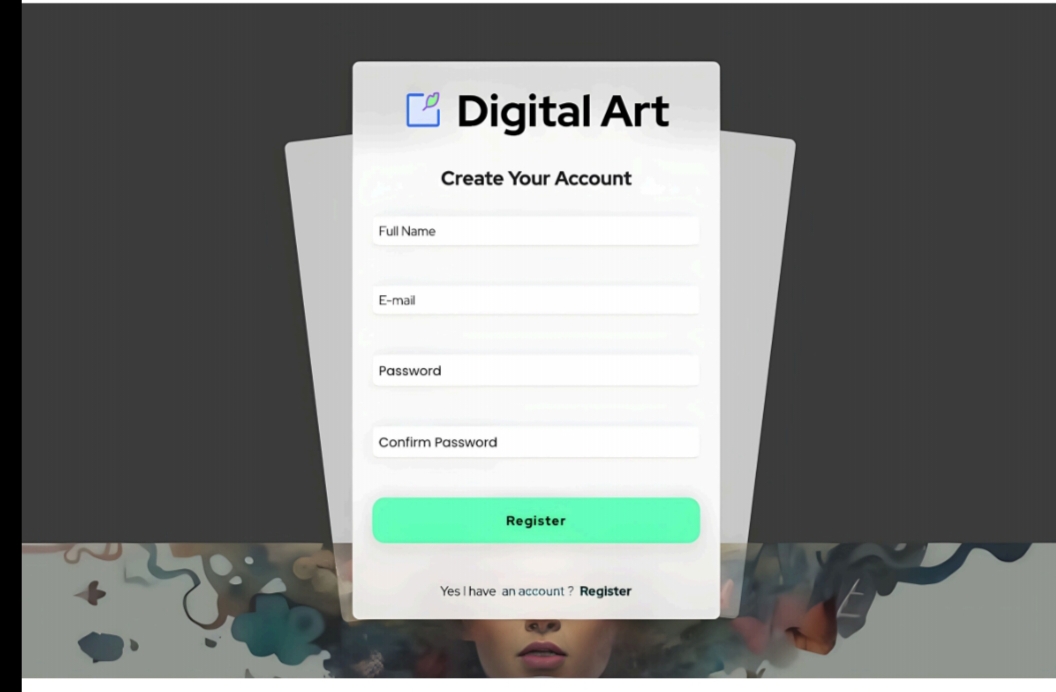 Digital Art
Create Your Account
Full Name
E-mail
Password
Confirm Password
Register
Yes I have an account ? Register